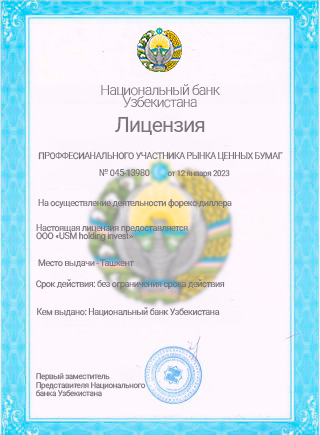 Национальный банк
Узбекистана
Лицензия
ПРОФФЕСИАНАЛЬНОГО УЧАСТНИКА РЫНКА ЦЕННЫХ БУМАГ
№ 045-13980 от 12 января 2023
На осуществление деятельности форекс-диллера
Настоящая лицензия предоставляется
ООО «USM holding invest»
Место выдачи - Ташкент
Срок действия: без ограничения срока действия
Кем выдано: Национальный банк Узбекистана
Первый заместитель
Председателя Национального
банка Узбекистана